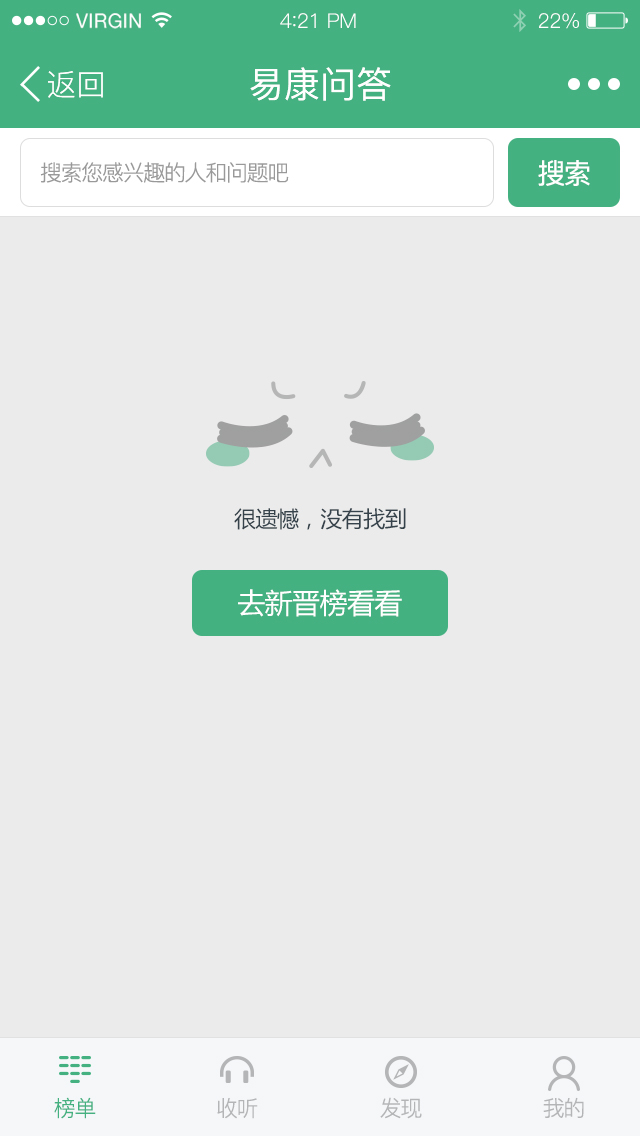 VIRGIN 4:21 PM 22%
返回 易康问答
搜索您感兴趣的人和问题吧 搜索
很遗憾，没有找到
去新晋榜看看
榜单 收听 发现 我的